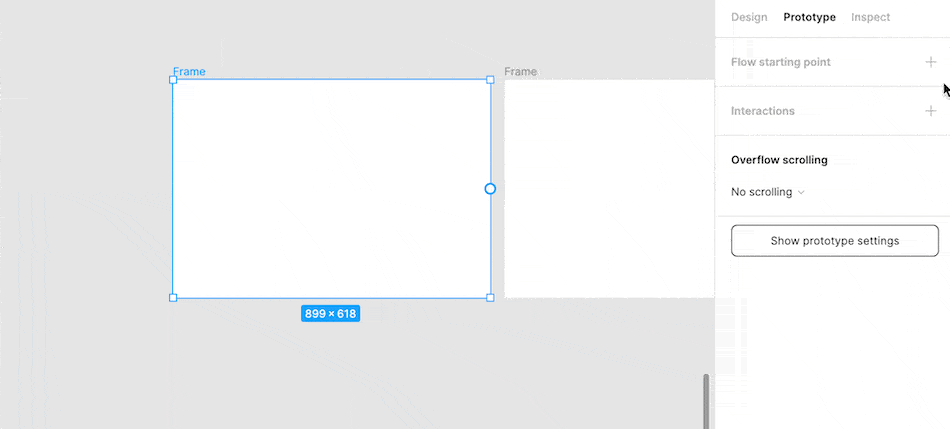 Design Prototype Inspect
Flow starting point
Frame Frame
Interactions
Overflow scrolling
No scrolling
Show prototype settings
899 × 618